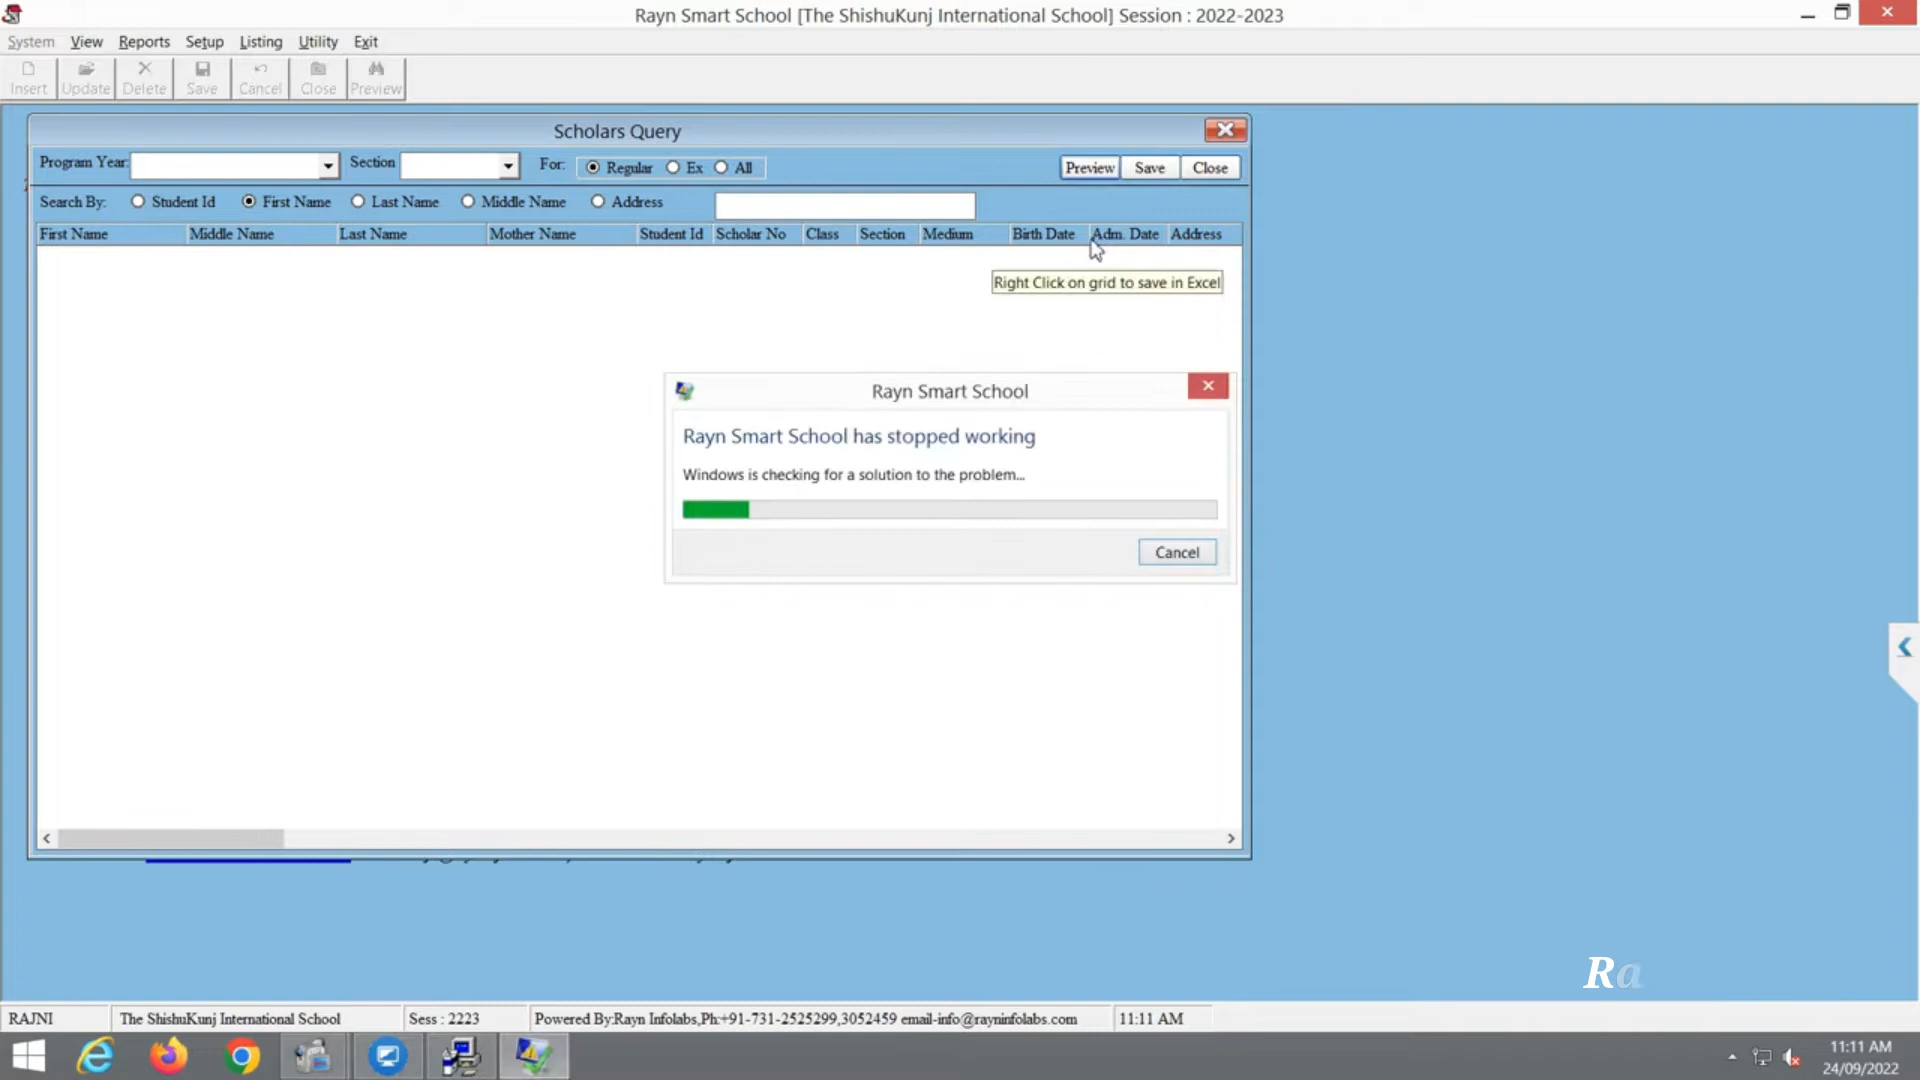 Rayn Smart School [The ShishuKunj International School] Session : 2022-2023
System View Reports Setup Listing Utility Exit
Insert Update Delete Save Cancel Close Preview
Scholars Query
Program Year: Section For: Regular Ex All Preview Save Close
Search By: Student Id First Name Last Name Middle Name Address
First Name Middle Name Last Name Mother Name Student Id Scholar No Class Section Medium Birth Date Adm. Date Address
Right Click on grid to save in Excel
Rayn Smart School
Rayn Smart School has stopped working
Windows is checking for a solution to the problem...
Cancel
Ra
RAJNI The ShishuKunj International School Sess : 2223 Powered By:Rayn Infolabs,Ph:+91-731-2525299,3052459 email-info@rayninfolabs.com 11:11 AM
11:11 AM
24/09/2022